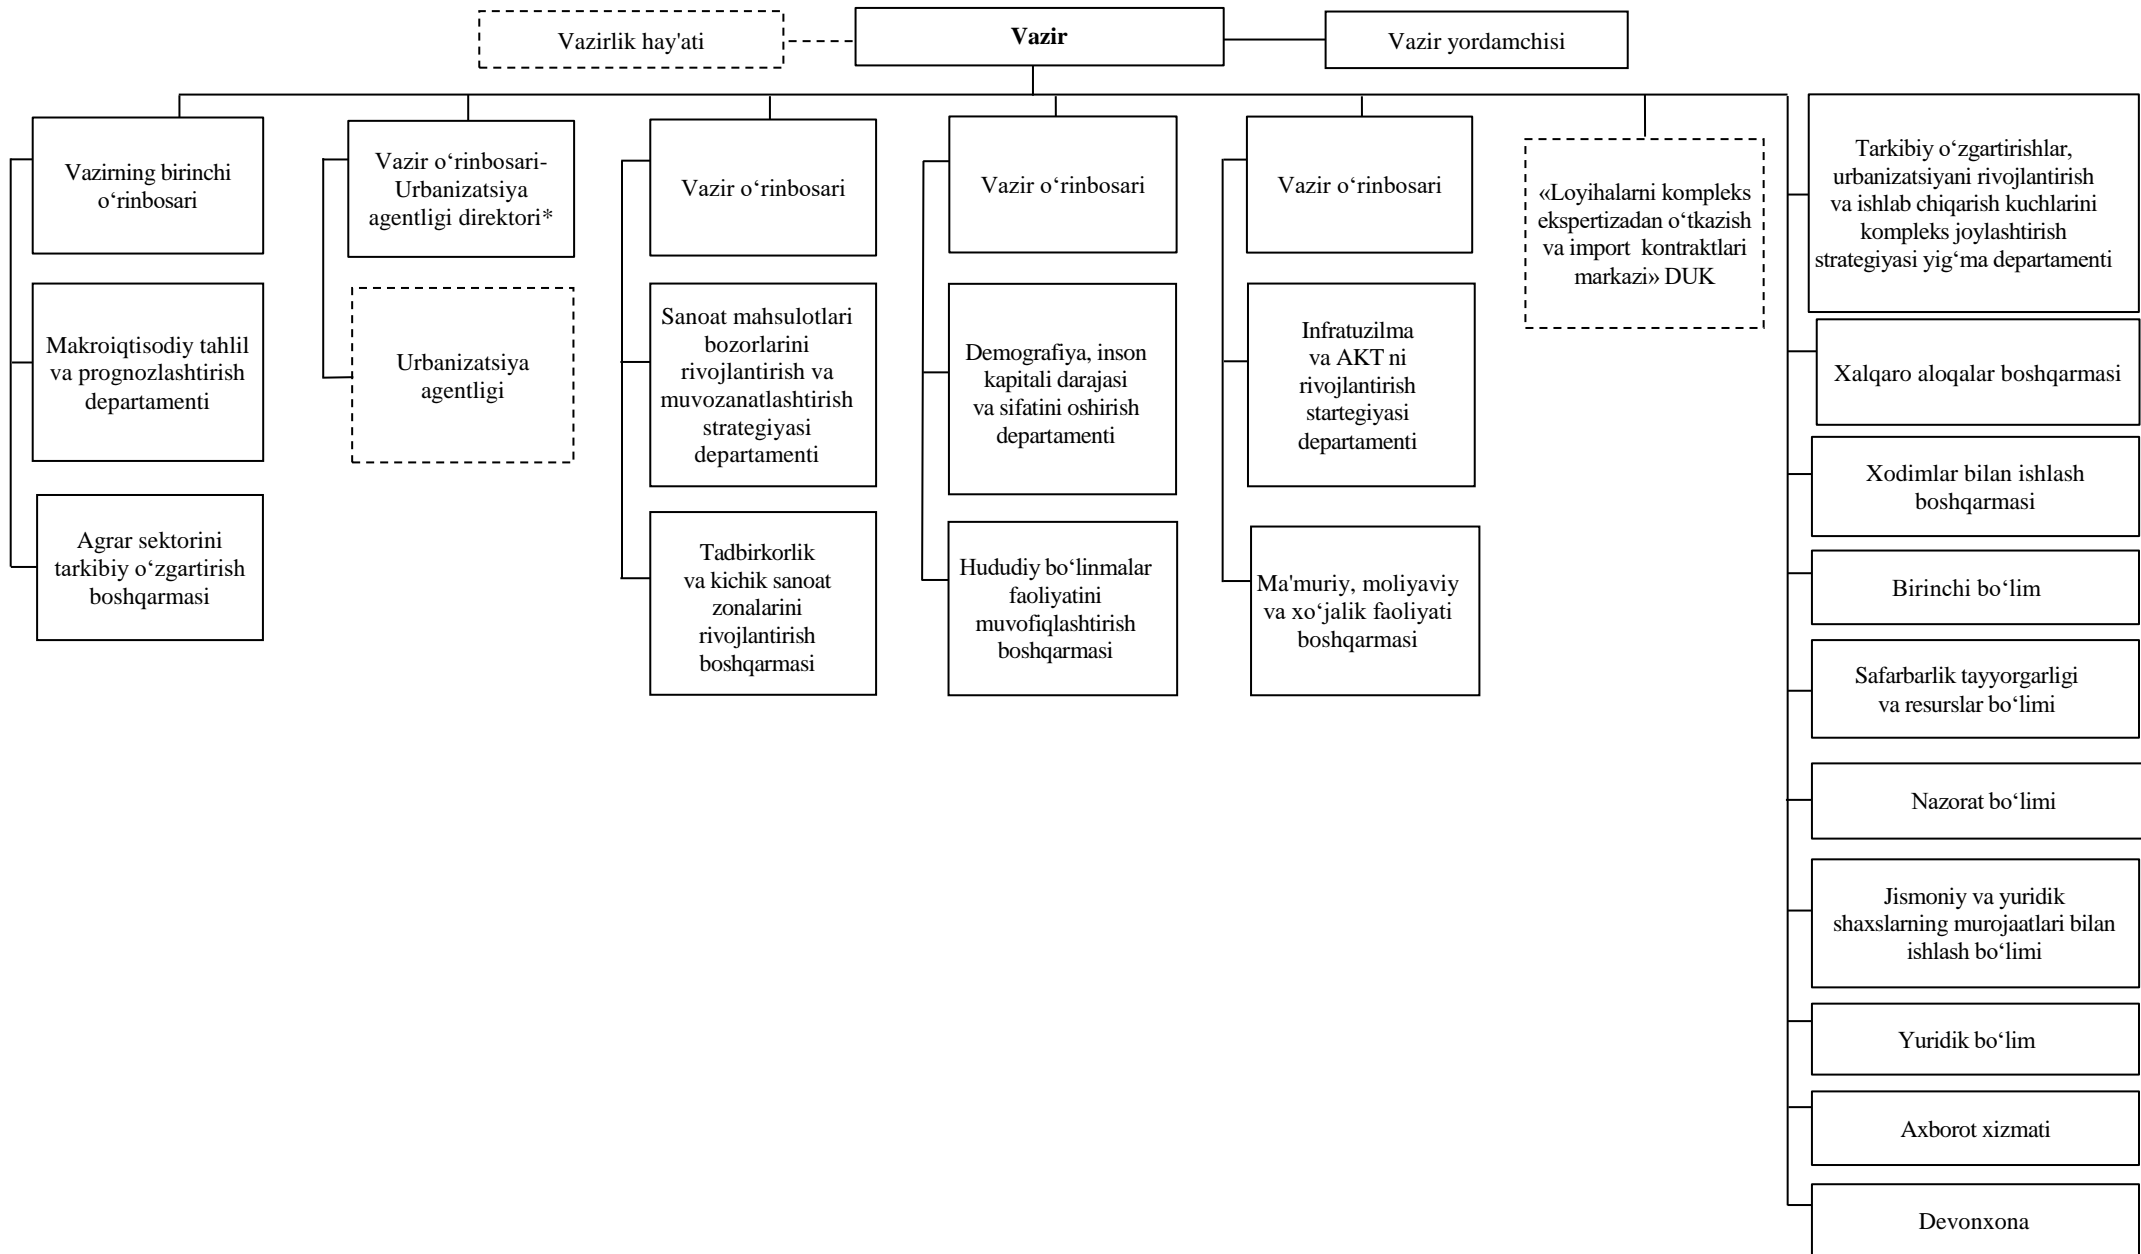 Vazirlik hay'ati
Vazir
Vazir yordamchisi
Vazirning birinchi
o‘rinbosari
Makroiqtisodiy tahlil
va prognozlashtirish
departamenti
Agrar sektorini
tarkibiy o‘zgartirish
boshqarmasi
Vazir o‘rinbosari-
Urbanizatsiya
agentligi direktori*
Urbanizatsiya
agentligi
Vazir o‘rinbosari
Sanoat mahsulotlari
bozorlarini
rivojlantirish va
muvozanatlashtirish
strategiyasi
departamenti
Tadbirkorlik
va kichik sanoat
zonalarini
rivojlantirish
boshqarmasi
Vazir o‘rinbosari
Demografiya, inson
kapitali darajasi
va sifatini oshirish
departamenti
Hududiy bo‘linmalar
faoliyatini
muvofiqlashtirish
boshqarmasi
Vazir o‘rinbosari
Infratuzilma
va AKT ni
rivojlantirish
startegiyasi
departamenti
Ma'muriy, moliyaviy
va xo‘jalik faoliyati
boshqarmasi
«Loyihalarni kompleks
ekspertizadan o‘tkazish
va import kontraktlari
markazi» DUK
Tarkibiy o‘zgartirishlar,
urbanizatsiyani rivojlantirish
va ishlab chiqarish kuchlarini
kompleks joylashtirish
strategiyasi yig‘ma departamenti
Xalqaro aloqalar boshqarmasi
Xodimlar bilan ishlash
boshqarmasi
Birinchi bo‘lim
Safarbarlik tayyorgarligi
va resurslar bo‘limi
Nazorat bo‘limi
Jismoniy va yuridik
shaxslarning murojaatlari bilan
ishlash bo‘limi
Yuridik bo‘lim
Axborot xizmati
Devonxona